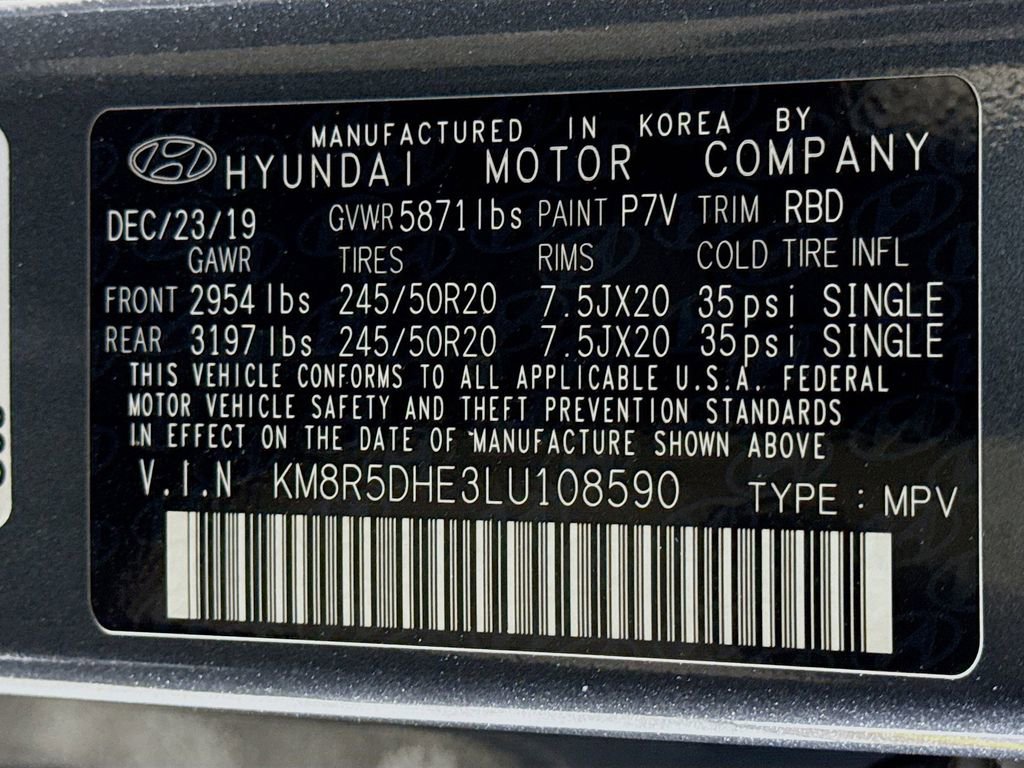 MANUFACTURED IN KOREA BY
HYUNDAI MOTOR COMPANY
DEC/23/19 GVWR 5871lbs PAINT P7V TRIM RBD
GAWR TIRES RIMS COLD TIRE INFL
FRONT 2954 lbs 245/50R20 7.5JX20 35psi SINGLE
REAR 3197 lbs 245/50R20 7.5JX20 35psi SINGLE
THIS VEHICLE CONFORMS TO ALL APPLICABLE U.S.A. FEDERAL
MOTOR VEHICLE SAFETY AND THEFT PREVENTION STANDARDS
IN EFFECT ON THE DATE OF MANUFACTURE SHOWN ABOVE
V.I.N KM8R5DHE3LU108590 TYPE : MPV